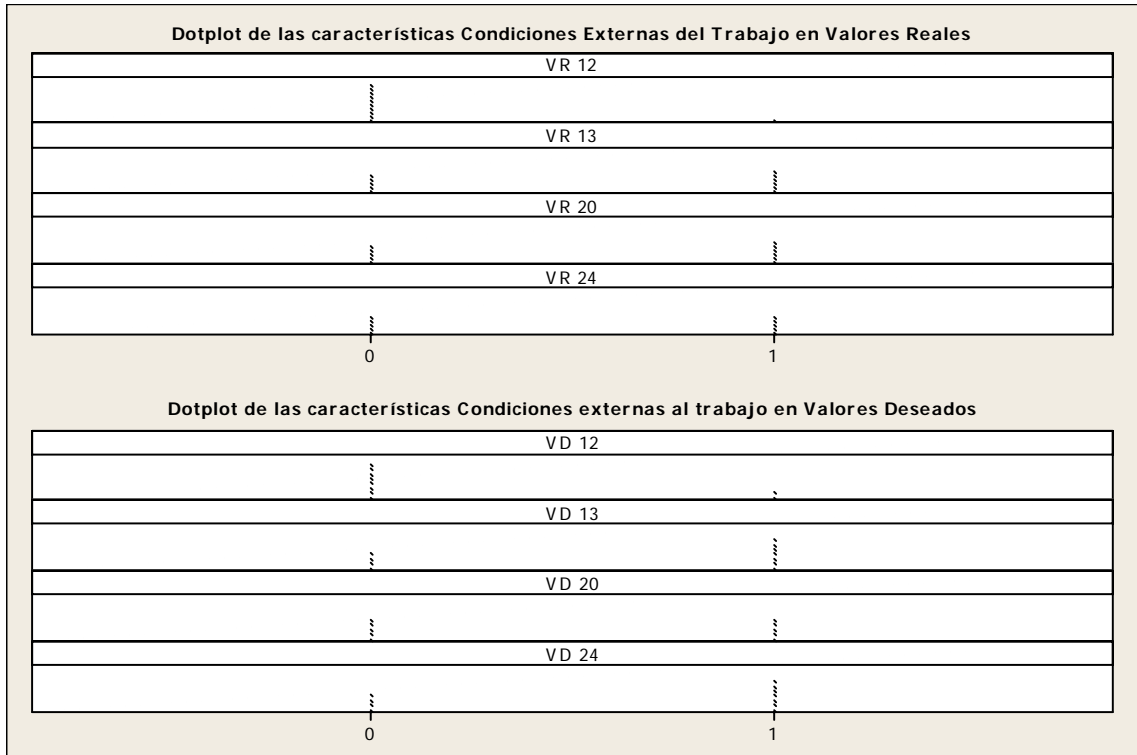 Dotplot de las características Condiciones Externas del Trabajo en Valores Reales
VR 12
VR 13
VR 20
VR 24
0 1
Dotplot de las características Condiciones externas al trabajo en Valores Deseados
VD 12
VD 13
VD 20
VD 24
0 1